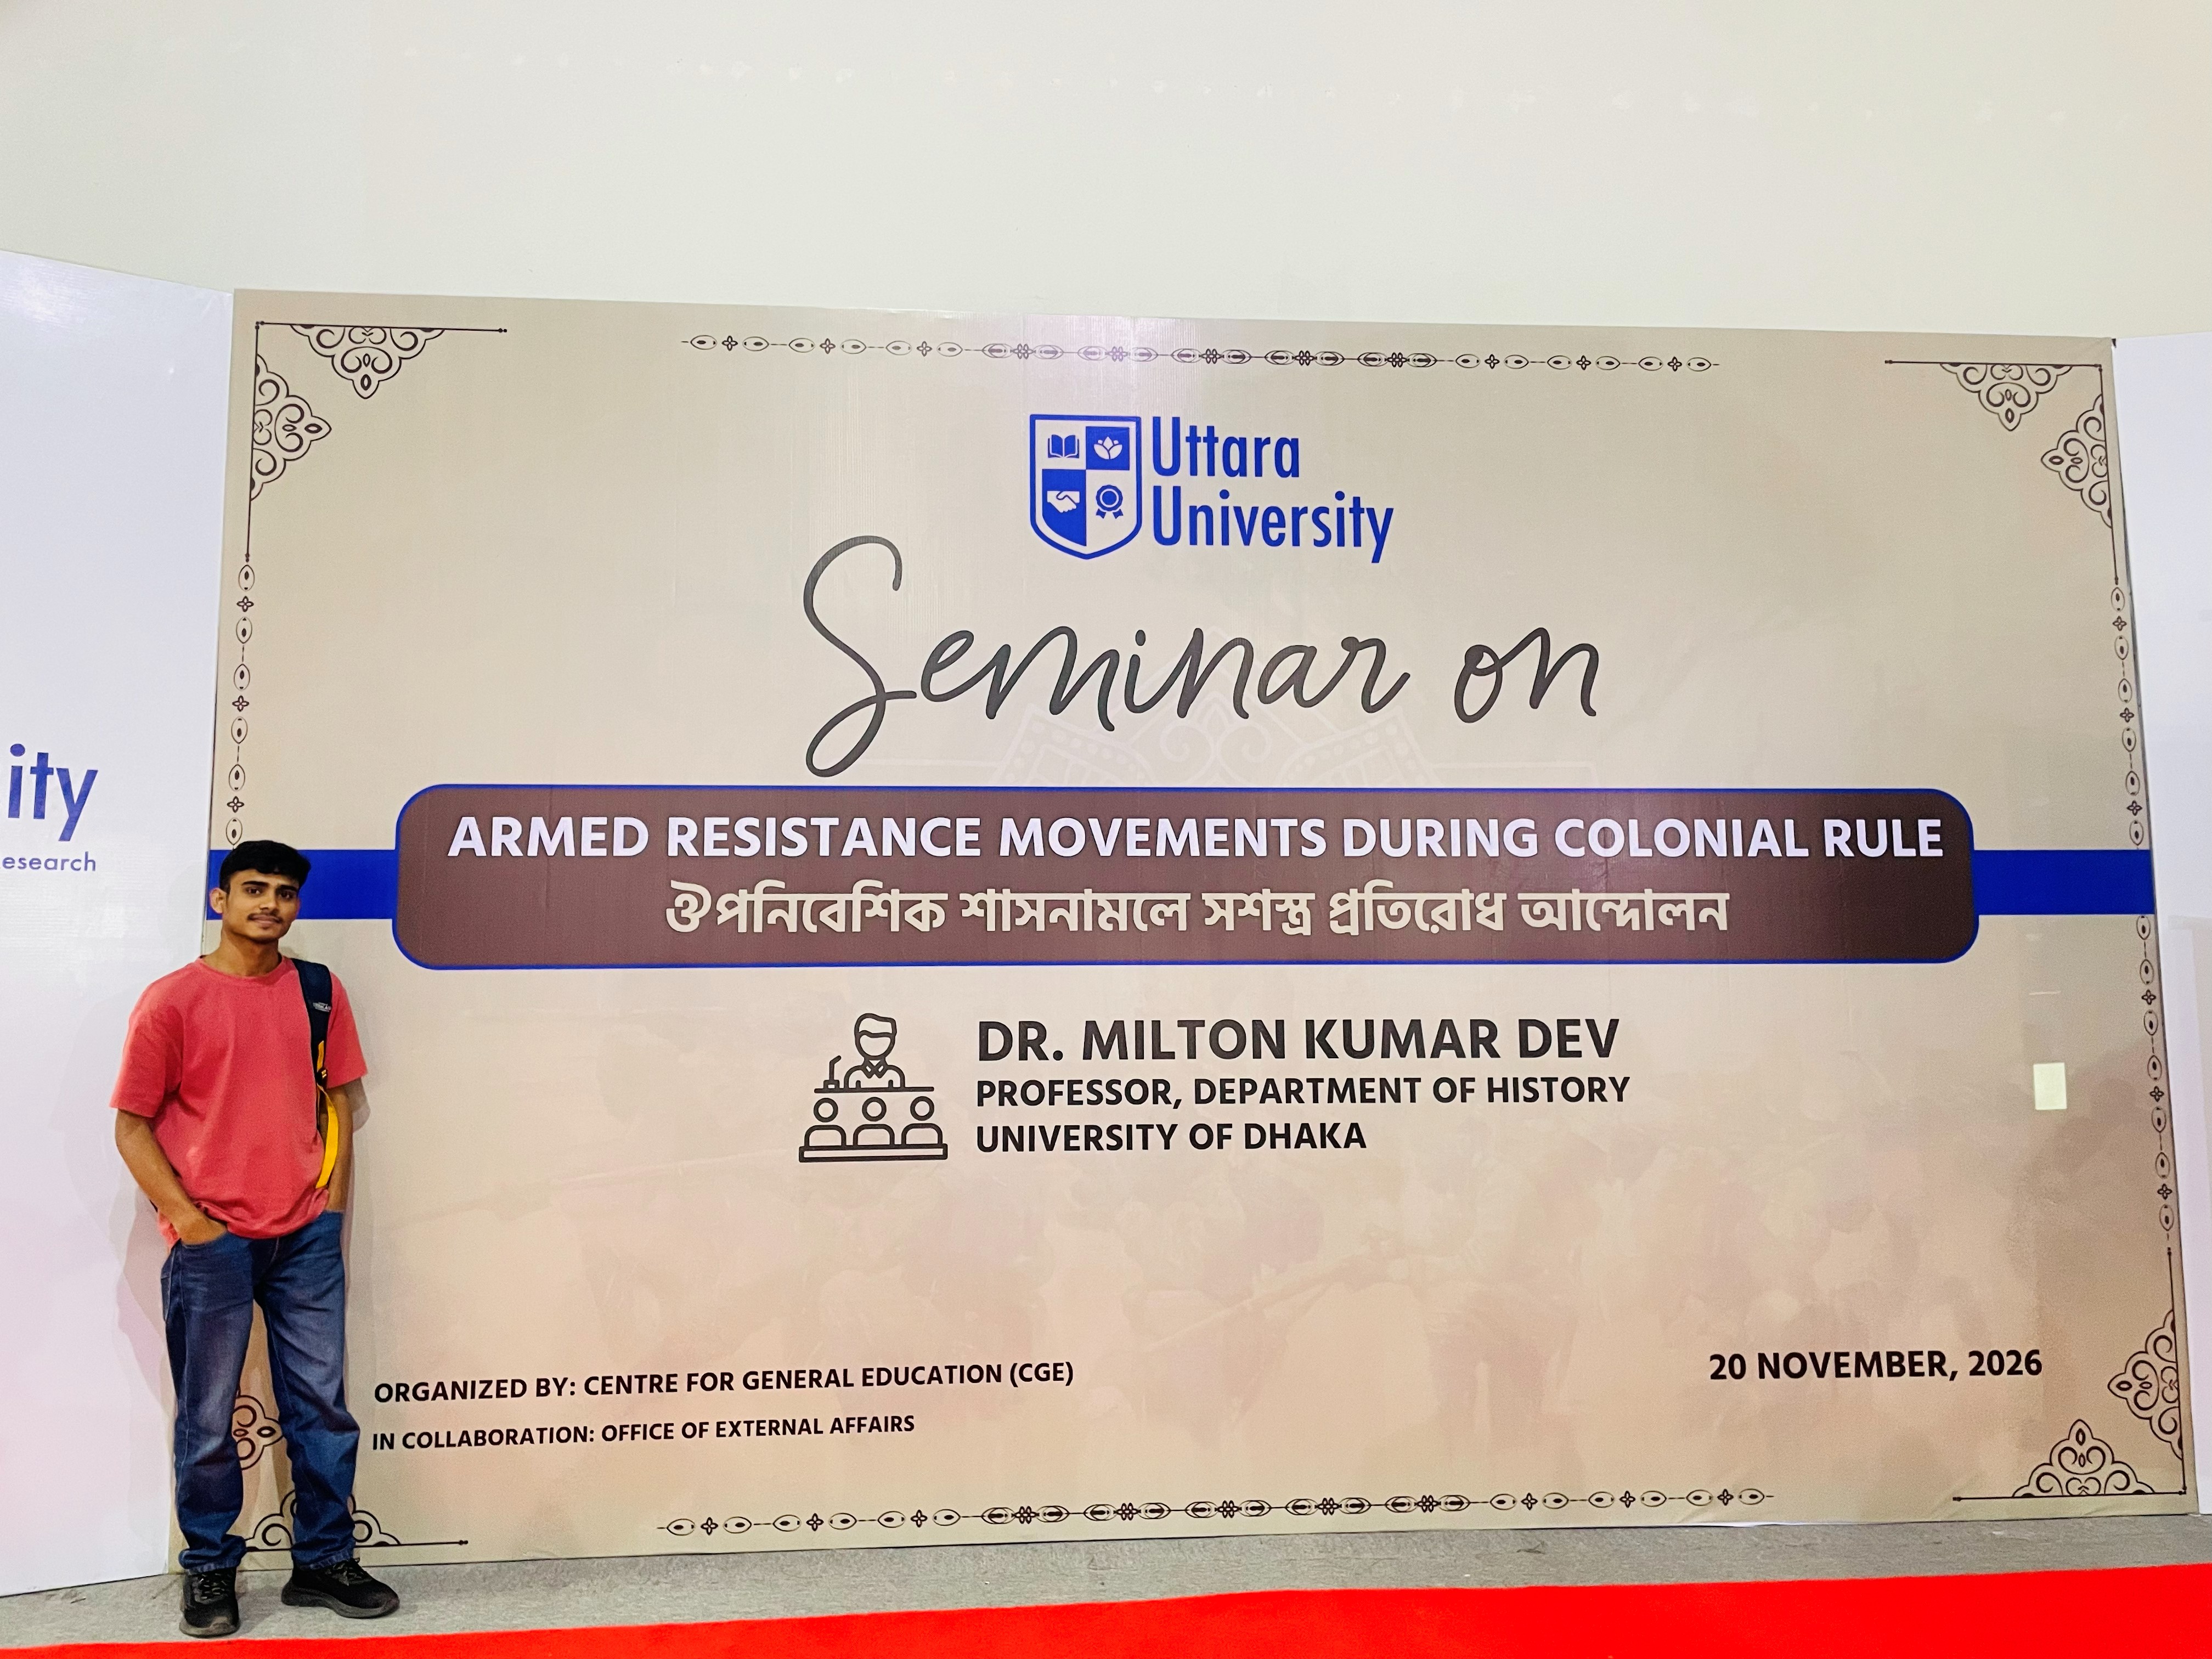 ity
esearch
Uttara
University
Seminar on
ARMED RESISTANCE MOVEMENTS DURING COLONIAL RULE
ঔপনিবেশিক শাসনামলে সশস্ত্র প্রতিরোধ আন্দোলন
DR. MILTON KUMAR DEV
PROFESSOR, DEPARTMENT OF HISTORY
UNIVERSITY OF DHAKA
ORGANIZED BY: CENTRE FOR GENERAL EDUCATION (CGE)
IN COLLABORATION: OFFICE OF EXTERNAL AFFAIRS
20 NOVEMBER, 2026